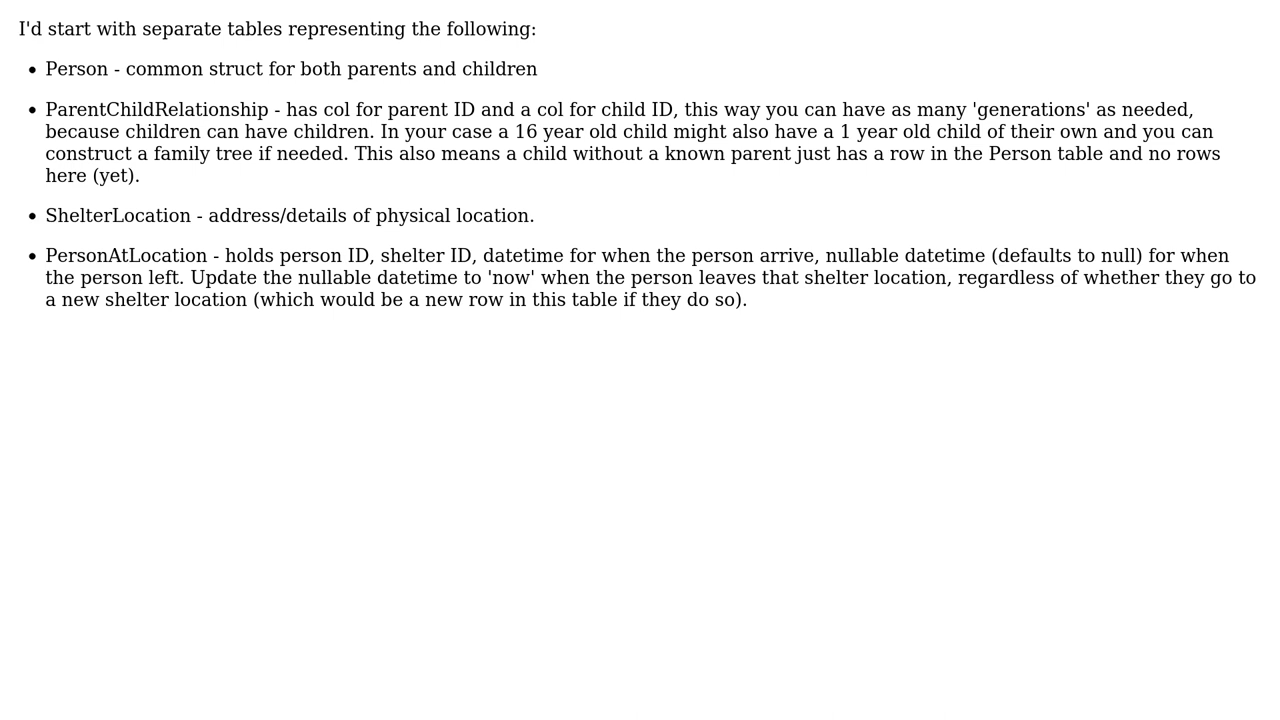 I'd start with separate tables representing the following:
• Person - common struct for both parents and children
• ParentChildRelationship - has col for parent ID and a col for child ID, this way you can have as many 'generations' as needed,
because children can have children. In your case a 16 year old child might also have a 1 year old child of their own and you can
construct a family tree if needed. This also means a child without a known parent just has a row in the Person table and no rows
here (yet).
• ShelterLocation - address/details of physical location.
• PersonAtLocation - holds person ID, shelter ID, datetime for when the person arrive, nullable datetime (defaults to null) for when
the person left. Update the nullable datetime to 'now' when the person leaves that shelter location, regardless of whether they go to
a new shelter location (which would be a new row in this table if they do so).